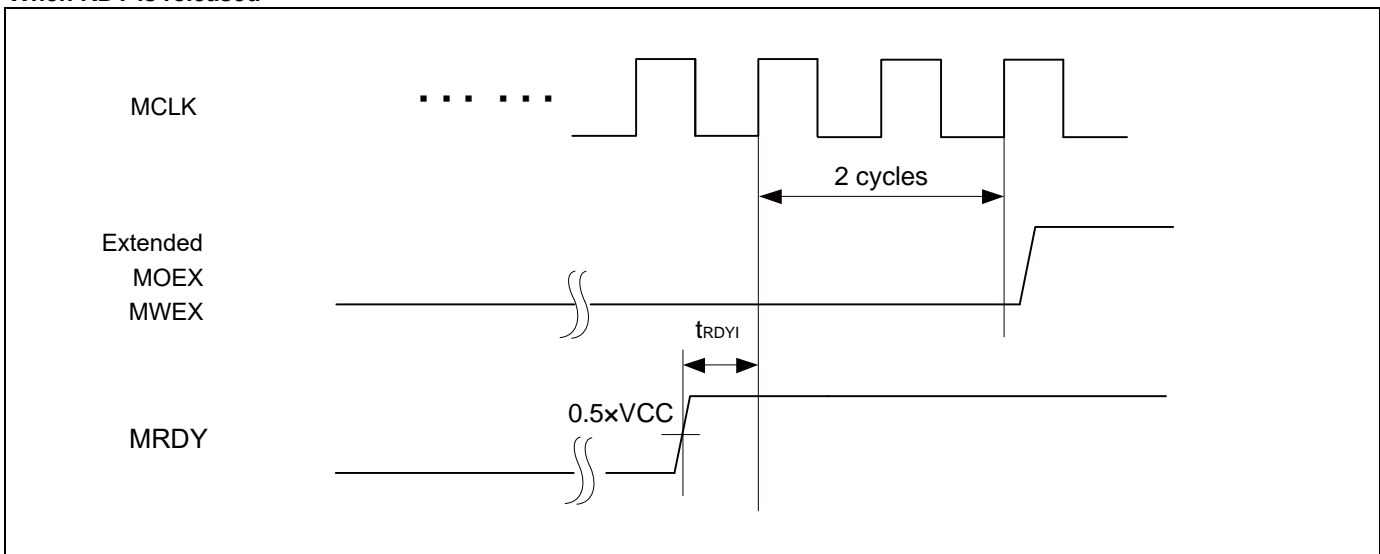 When RDY is released
MCLK
2 cycles
Extended
MOEX
MWEX
tRDYI
0.5×VCC
MRDY